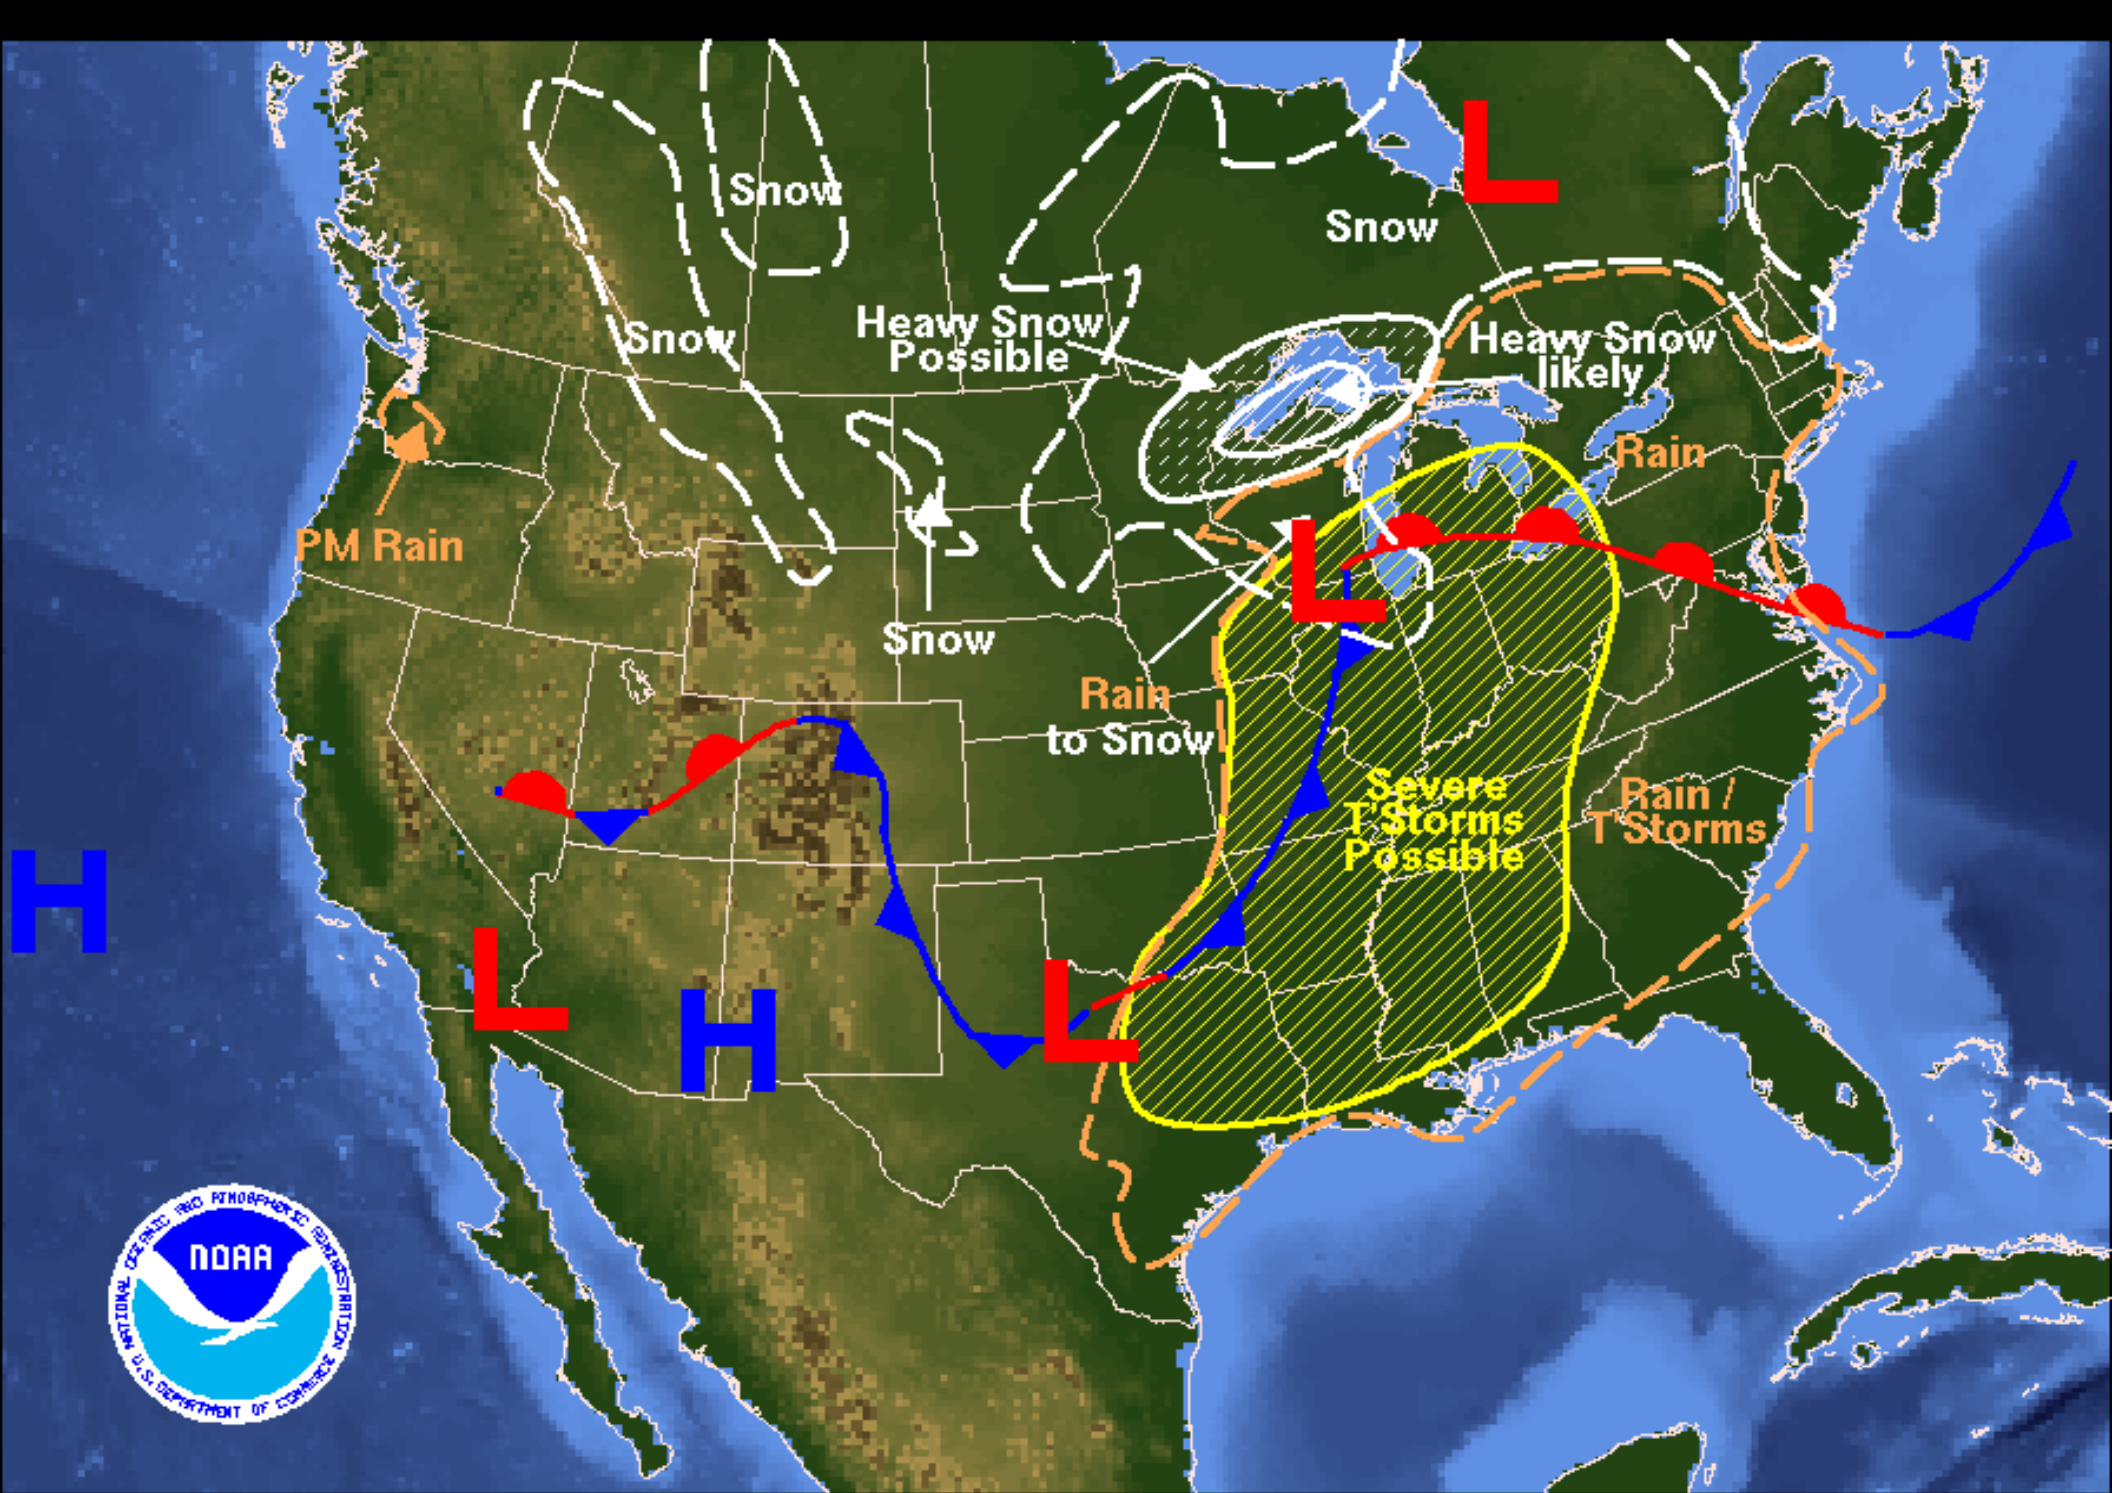 L
Snow
Snow
Heavy Snow
Possible
Snow
Heavy Snow
likely
Rain
PM Rain
L
Snow
Rain
to Snow
Severe
T'Storms
Possible
Rain /
T'Storms
H
L
H
L
NOAA
NATIONAL OCEANIC AND ATMOSPHERIC ADMINISTRATION
U.S. DEPARTMENT OF COMMERCE